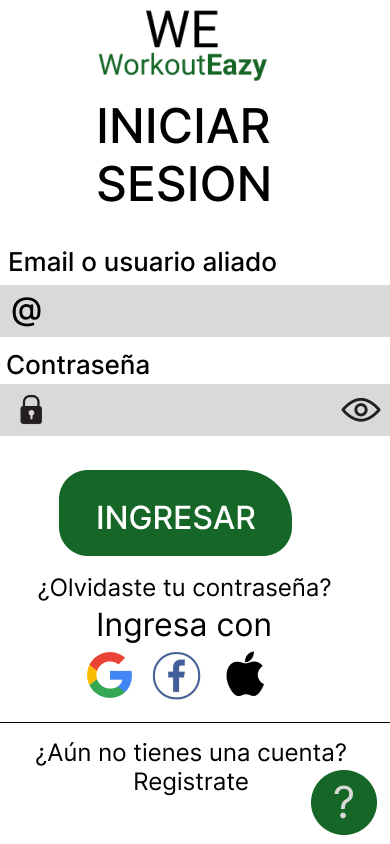 WE
WorkoutEazy
INICIAR
SESION
Email o usuario aliado
@
Contraseña
INGRESAR
¿Olvidaste tu contraseña?
Ingresa con
¿Aún no tienes una cuenta?
Registrate
?